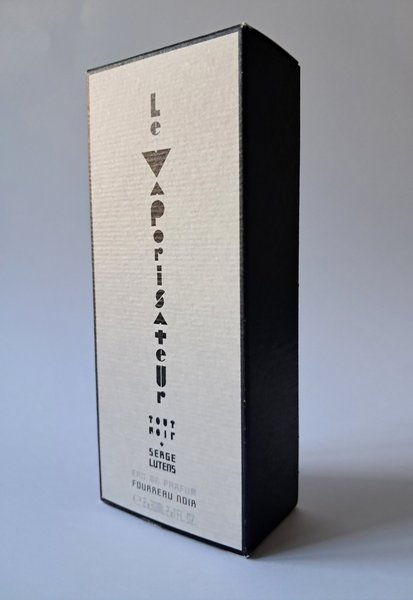 Le VaporisateUr
TOUT
NOIr
+
SERGE
LUTENS
EAU DE PARFUM
FOURREAU NOIR